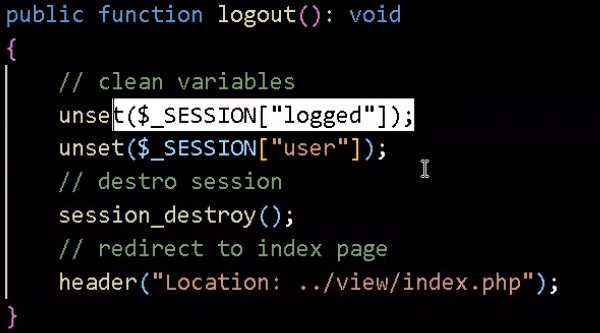 public function logout(): void
{
// clean variables
unset($_SESSION["logged"]);
unset($_SESSION["user"]);
// destro session
session_destroy();
// redirect to index page
header("Location: ../view/index.php");
}